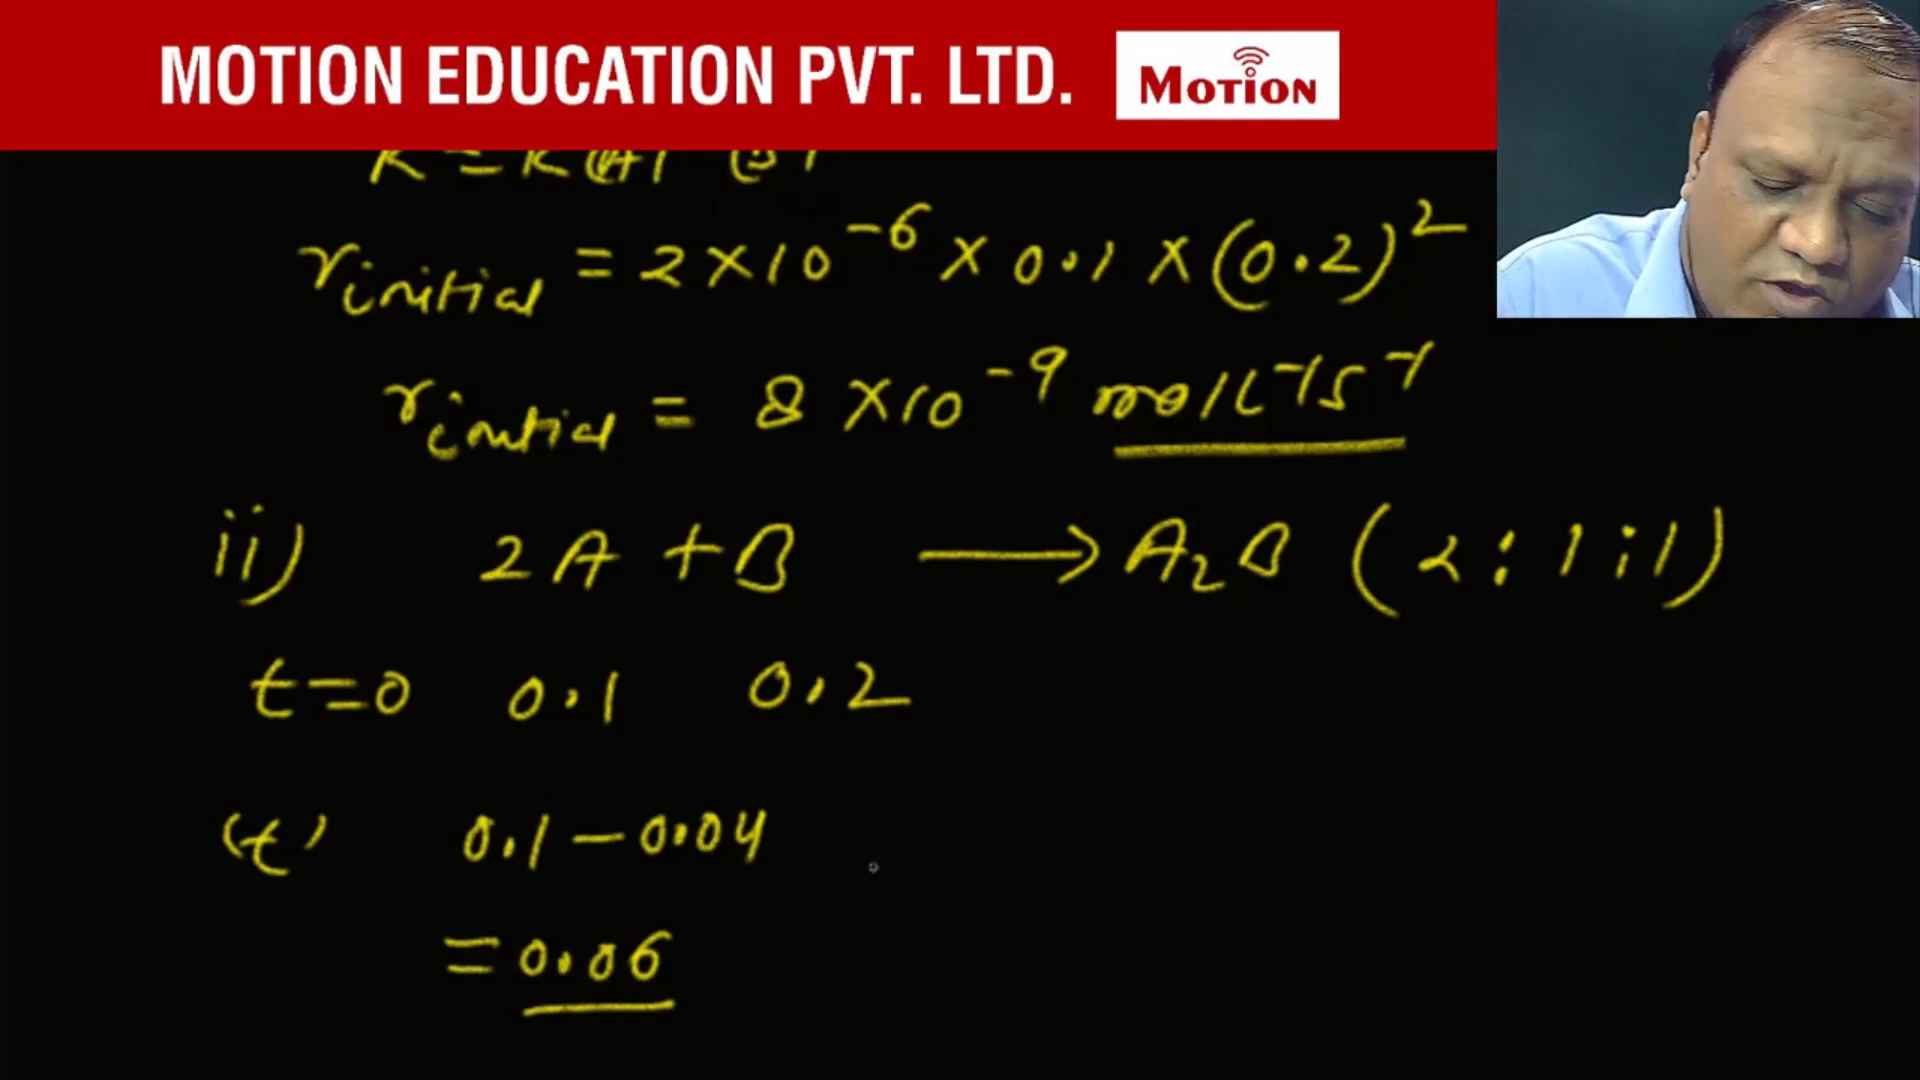 MOTION EDUCATION PVT. LTD.
MOTION
r initial = 2 × 10⁻⁶ × 0.1 × (0.2)²
r initial = 8 × 10⁻⁹ mol L⁻¹ s⁻¹
ii) 2A + B ⟶ A₂B (2 : 1 : 1)
t = 0 0.1 0.2
't' 0.1 − 0.04
= 0.06